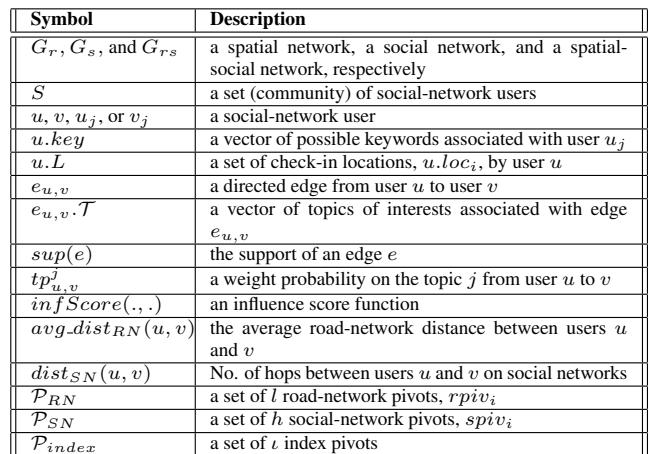 Symbol Description
G_r, G_s, and G_rs a spatial network, a social network, and a spatial-
social network, respectively
S a set (community) of social-network users
u, v, u_j, or v_j a social-network user
u.key a vector of possible keywords associated with user u_j
u.L a set of check-in locations, u.loc_i, by user u
e_{u,v} a directed edge from user u to user v
e_{u,v}.𝒯 a vector of topics of interests associated with edge
e_{u,v}
sup(e) the support of an edge e
tp^j_{u,v} a weight probability on the topic j from user u to v
infScore(., .) an influence score function
avg_dist_RN(u, v) the average road-network distance between users u
and v
dist_SN(u, v) No. of hops between users u and v on social networks
𝒫_RN a set of l road-network pivots, rpiv_i
𝒫_SN a set of h social-network pivots, spiv_i
𝒫_index a set of ι index pivots